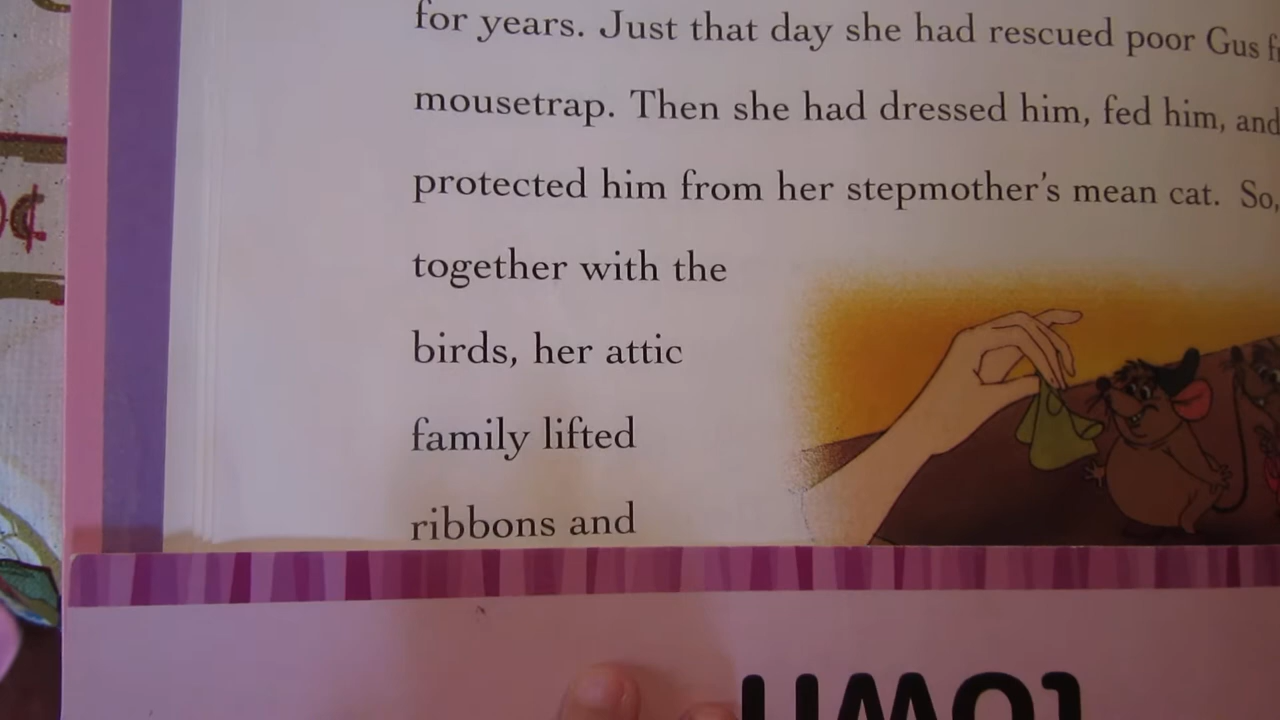 for years. Just that day she had rescued poor Gus
mousetrap. Then she had dressed him, fed him, and
protected him from her stepmother's mean cat. So,
together with the
birds, her attic
family lifted
ribbons and